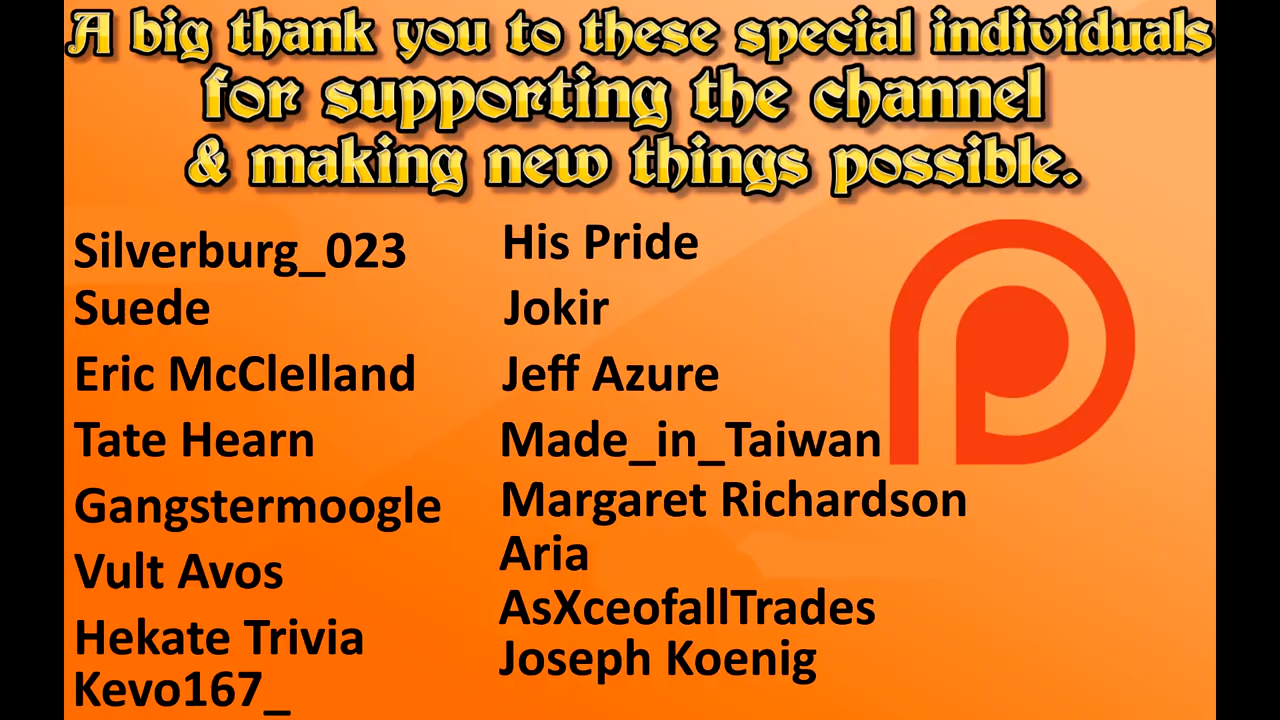 A big thank you to these special individuals
for supporting the channel
& making new things possible.
Silverburg_023
Suede
Eric McClelland
Tate Hearn
Gangstermoogle
Vult Avos
Hekate Trivia
Kevo167_
His Pride
Jokir
Jeff Azure
Made_in_Taiwan
Margaret Richardson
Aria
AsXceofallTrades
Joseph Koenig